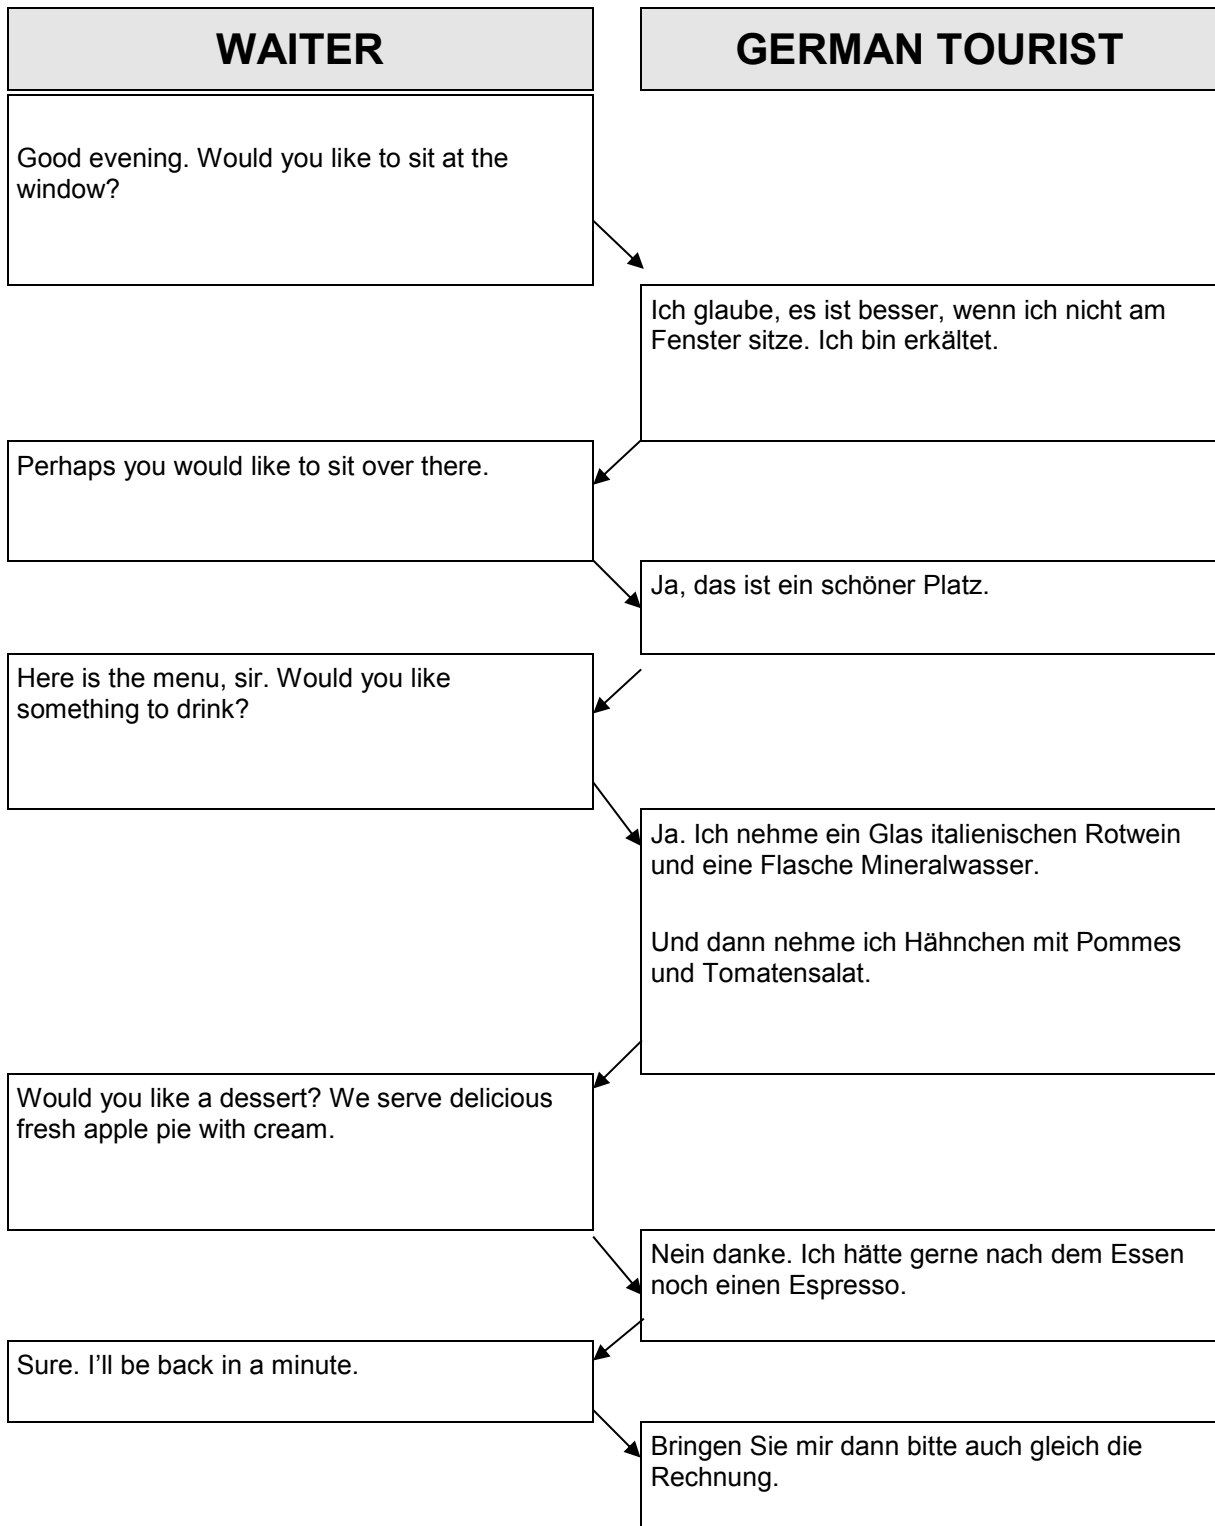 WAITER
GERMAN TOURIST
Good evening. Would you like to sit at the
window?
Ich glaube, es ist besser, wenn ich nicht am
Fenster sitze. Ich bin erkältet.
Perhaps you would like to sit over there.
Ja, das ist ein schöner Platz.
Here is the menu, sir. Would you like
something to drink?
Ja. Ich nehme ein Glas italienischen Rotwein
und eine Flasche Mineralwasser.
Und dann nehme ich Hähnchen mit Pommes
und Tomatensalat.
Would you like a dessert? We serve delicious
fresh apple pie with cream.
Nein danke. Ich hätte gerne nach dem Essen
noch einen Espresso.
Sure. I’ll be back in a minute.
Bringen Sie mir dann bitte auch gleich die
Rechnung.